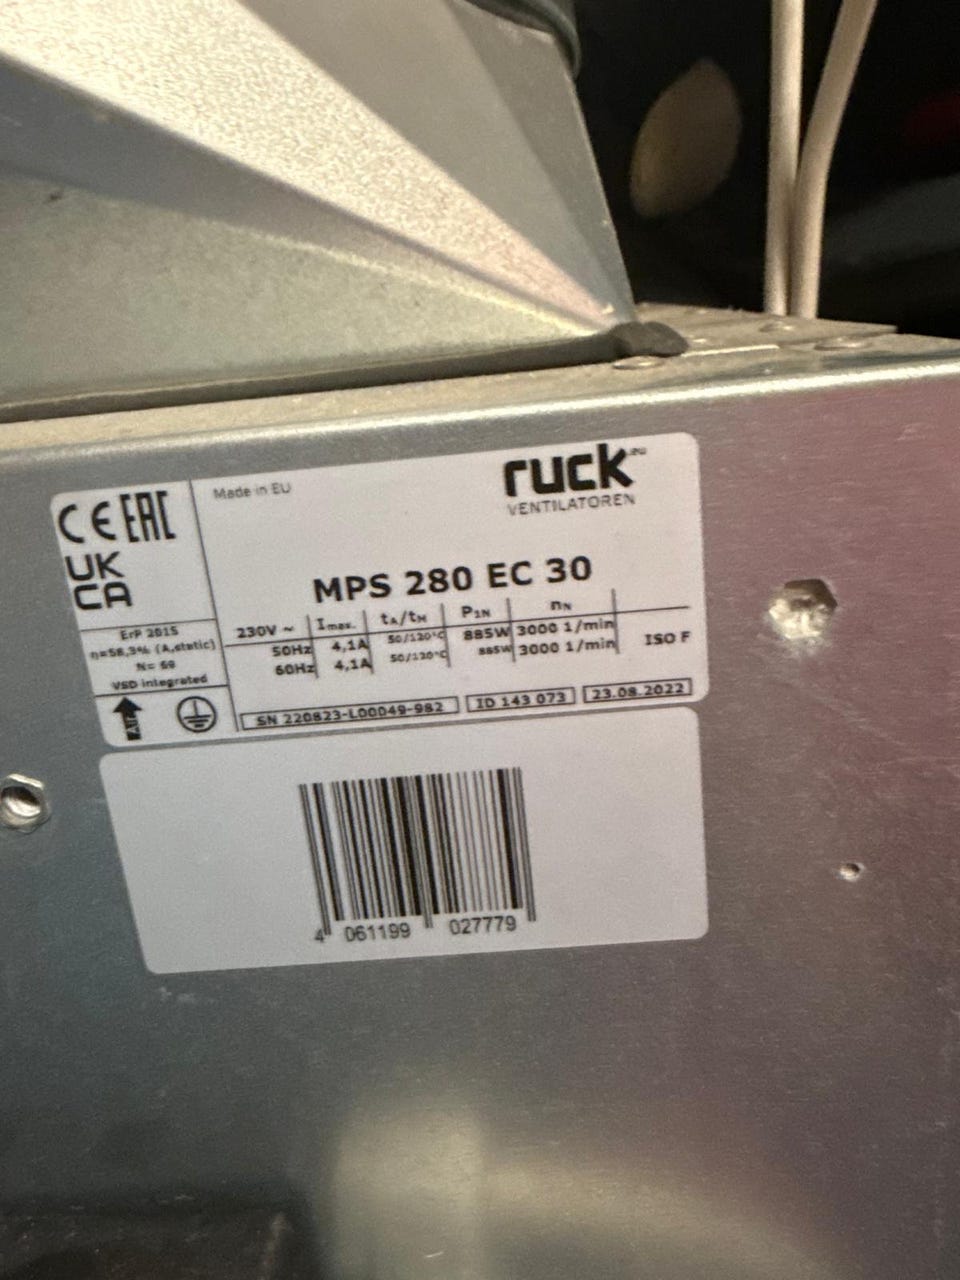 CE EAC
UK
CA
Made in EU
ruck.eu
VENTILATOREN
MPS 280 EC 30
ErP 2015
η=58,3% (A,static)
N= 69
VSD integrated
230V ~ Imax. tA/tM P1N nN
50Hz 4,1A 50/120°C 885W 3000 1/min
60Hz 4,1A 50/120°C 885W 3000 1/min
ISO F
AIR
SN 220823-L00049-982 ID 143 073 23.08.2022
4 061199 027779